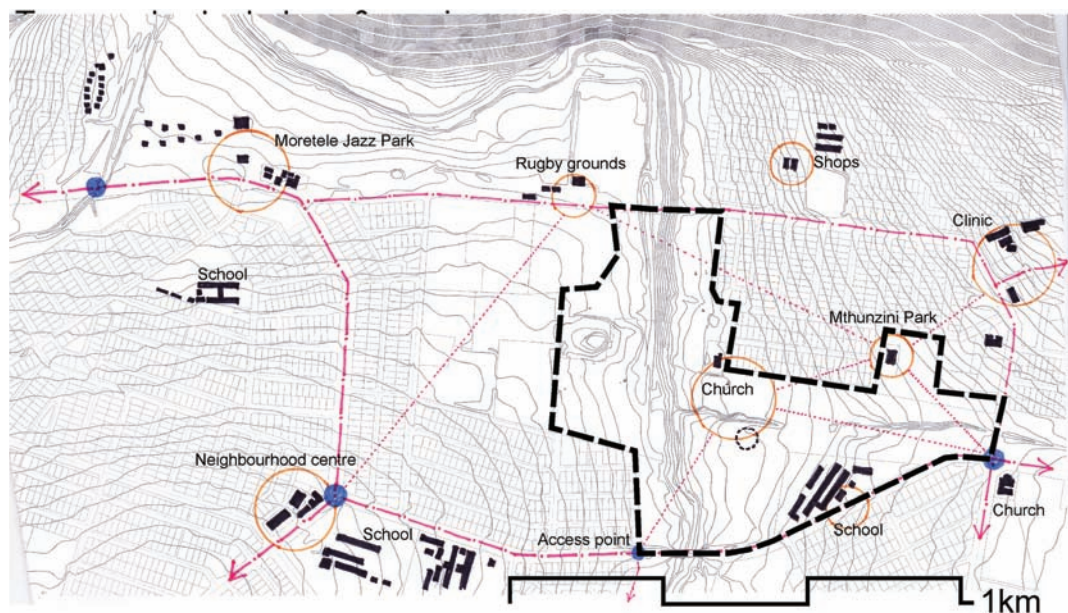 Moretele Jazz Park
Rugby grounds
Shops
Clinic
School
Mthunzini Park
Church
Neighbourhood centre
School
Access point
School
Church
1km